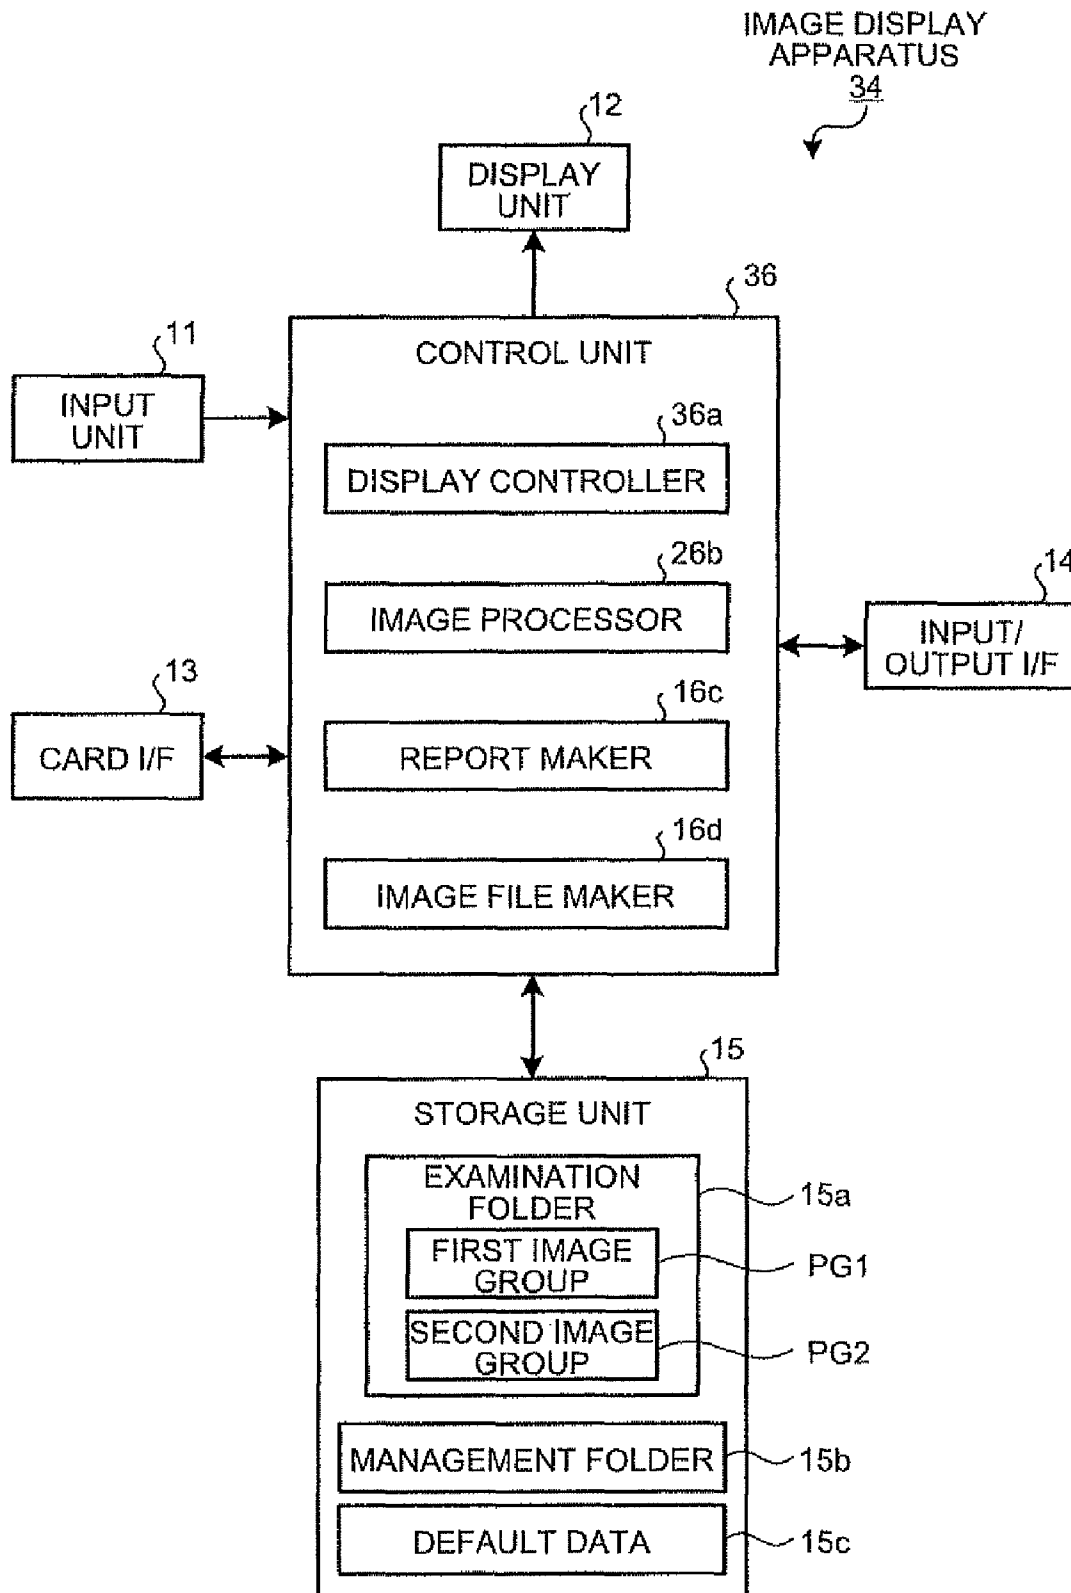 IMAGE DISPLAY
APPARATUS
34
12
DISPLAY
UNIT
36
CONTROL UNIT
11
INPUT
UNIT
36a
DISPLAY CONTROLLER
26b
IMAGE PROCESSOR
14
INPUT/
OUTPUT I/F
13
CARD I/F
16c
REPORT MAKER
16d
IMAGE FILE MAKER
15
STORAGE UNIT
EXAMINATION
FOLDER
15a
FIRST IMAGE
GROUP
PG1
SECOND IMAGE
GROUP
PG2
MANAGEMENT FOLDER
15b
DEFAULT DATA
15c